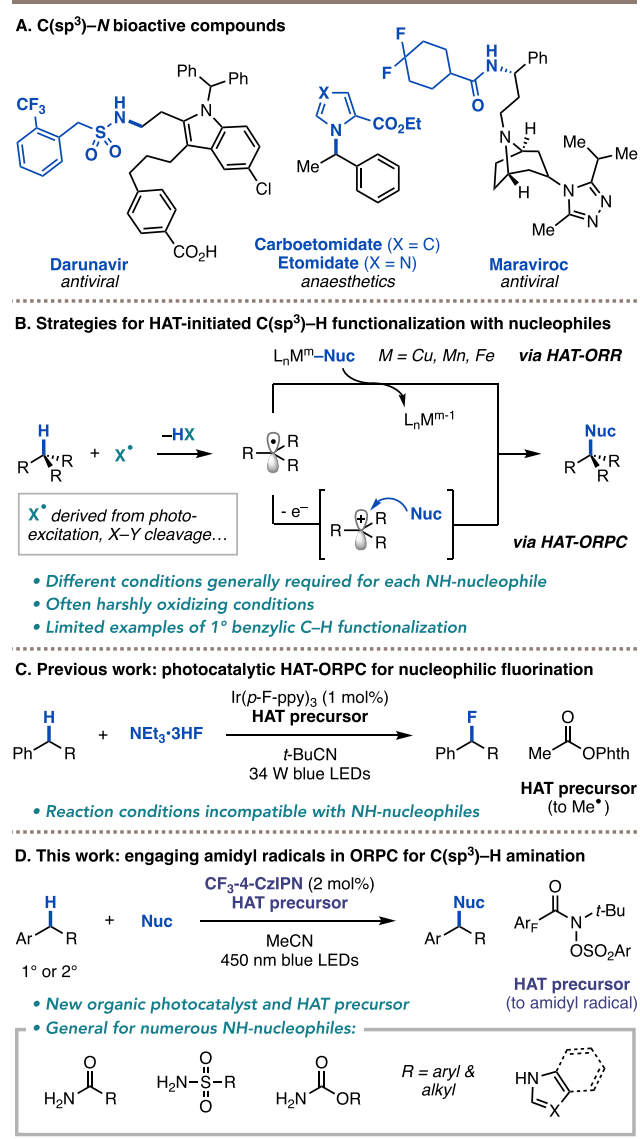 A. C(sp³)–N bioactive compounds
CF₃
H
N
S
O O
Ph Ph
N
Cl
CO₂H
Darunavir
antiviral
X
N
CO₂Et
Me
Carboetomidate (X = C)
Etomidate (X = N)
anaesthetics
F
F
H
N
Ph
O
N
H
H
Me
Me
N
N
N
Me
Maraviroc
antiviral
B. Strategies for HAT-initiated C(sp³)–H functionalization with nucleophiles
LₙMᵐ–Nuc M = Cu, Mn, Fe via HAT-ORR
LₙMᵐ⁻¹
H
R R
R
+ X•
–HX
R R
R
Nuc
R R
R
X• derived from photo-
excitation, X–Y cleavage…
- e⁻
+
R R
R
Nuc
via HAT-ORPC
• Different conditions generally required for each NH-nucleophile
• Often harshly oxidizing conditions
• Limited examples of 1° benzylic C–H functionalization
C. Previous work: photocatalytic HAT-ORPC for nucleophilic fluorination
H
Ph R
+ NEt₃•3HF
Ir(p-F-ppy)₃ (1 mol%)
HAT precursor
t-BuCN
34 W blue LEDs
F
Ph R
O
Me OPhth
HAT precursor
(to Me•)
• Reaction conditions incompatible with NH-nucleophiles
D. This work: engaging amidyl radicals in ORPC for C(sp³)–H amination
H
Ar R
1° or 2°
+ Nuc
CF₃-4-CzIPN (2 mol%)
HAT precursor
MeCN
450 nm blue LEDs
Nuc
Ar R
O
Ar_F N t-Bu
OSO₂Ar
HAT precursor
(to amidyl radical)
• New organic photocatalyst and HAT precursor
• General for numerous NH-nucleophiles:
O
H₂N R
O
H₂N–S–R
O
O
H₂N OR
R = aryl &
alkyl
HN
X